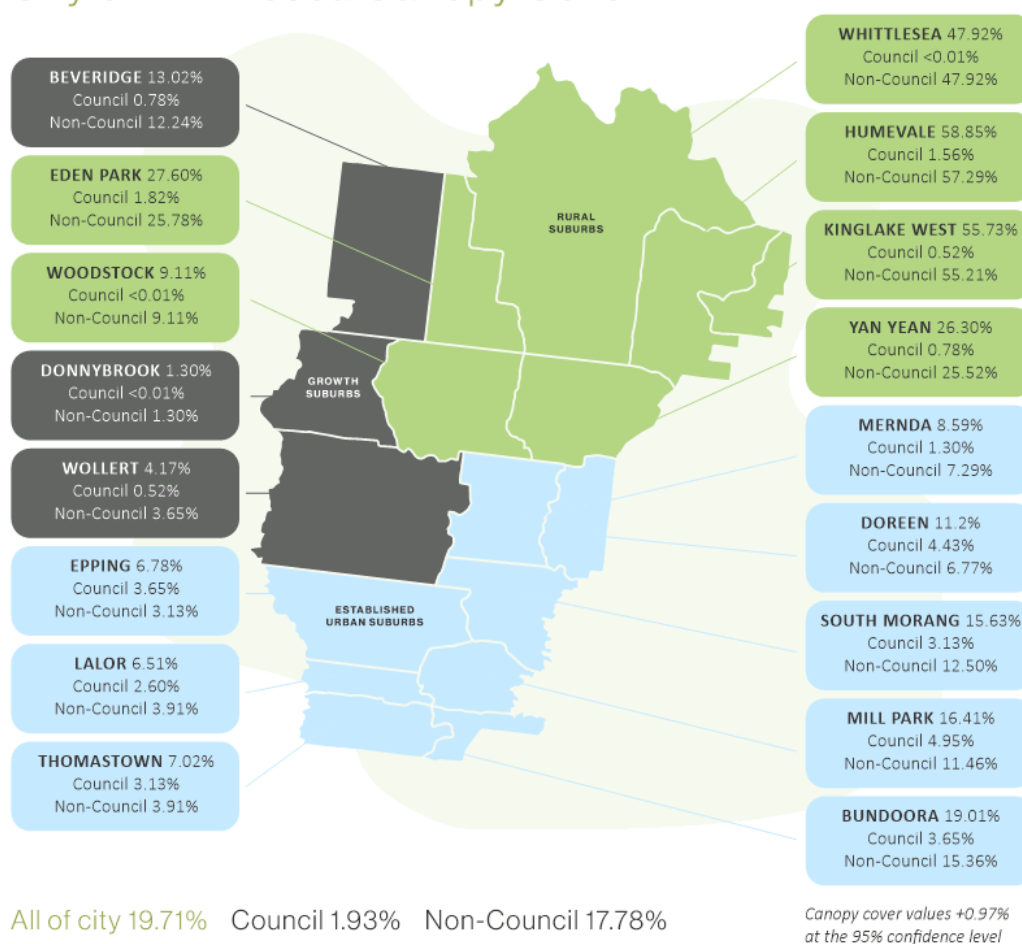 BEVERIDGE 13.02%
Council 0.78%
Non-Council 12.24%
EDEN PARK 27.60%
Council 1.82%
Non-Council 25.78%
WOODSTOCK 9.11%
Council <0.01%
Non-Council 9.11%
DONNYBROOK 1.30%
Council <0.01%
Non-Council 1.30%
WOLLERT 4.17%
Council 0.52%
Non-Council 3.65%
EPPING 6.78%
Council 3.65%
Non-Council 3.13%
LALOR 6.51%
Council 2.60%
Non-Council 3.91%
THOMASTOWN 7.02%
Council 3.13%
Non-Council 3.91%
RURAL
SUBURBS
GROWTH
SUBURBS
ESTABLISHED
URBAN SUBURBS
WHITTLESEA 47.92%
Council <0.01%
Non-Council 47.92%
HUMEVALE 58.85%
Council 1.56%
Non-Council 57.29%
KINGLAKE WEST 55.73%
Council 0.52%
Non-Council 55.21%
YAN YEAN 26.30%
Council 0.78%
Non-Council 25.52%
MERNDA 8.59%
Council 1.30%
Non-Council 7.29%
DOREEN 11.2%
Council 4.43%
Non-Council 6.77%
SOUTH MORANG 15.63%
Council 3.13%
Non-Council 12.50%
MILL PARK 16.41%
Council 4.95%
Non-Council 11.46%
BUNDOORA 19.01%
Council 3.65%
Non-Council 15.36%
All of city 19.71% Council 1.93% Non-Council 17.78%
Canopy cover values +0.97%
at the 95% confidence level